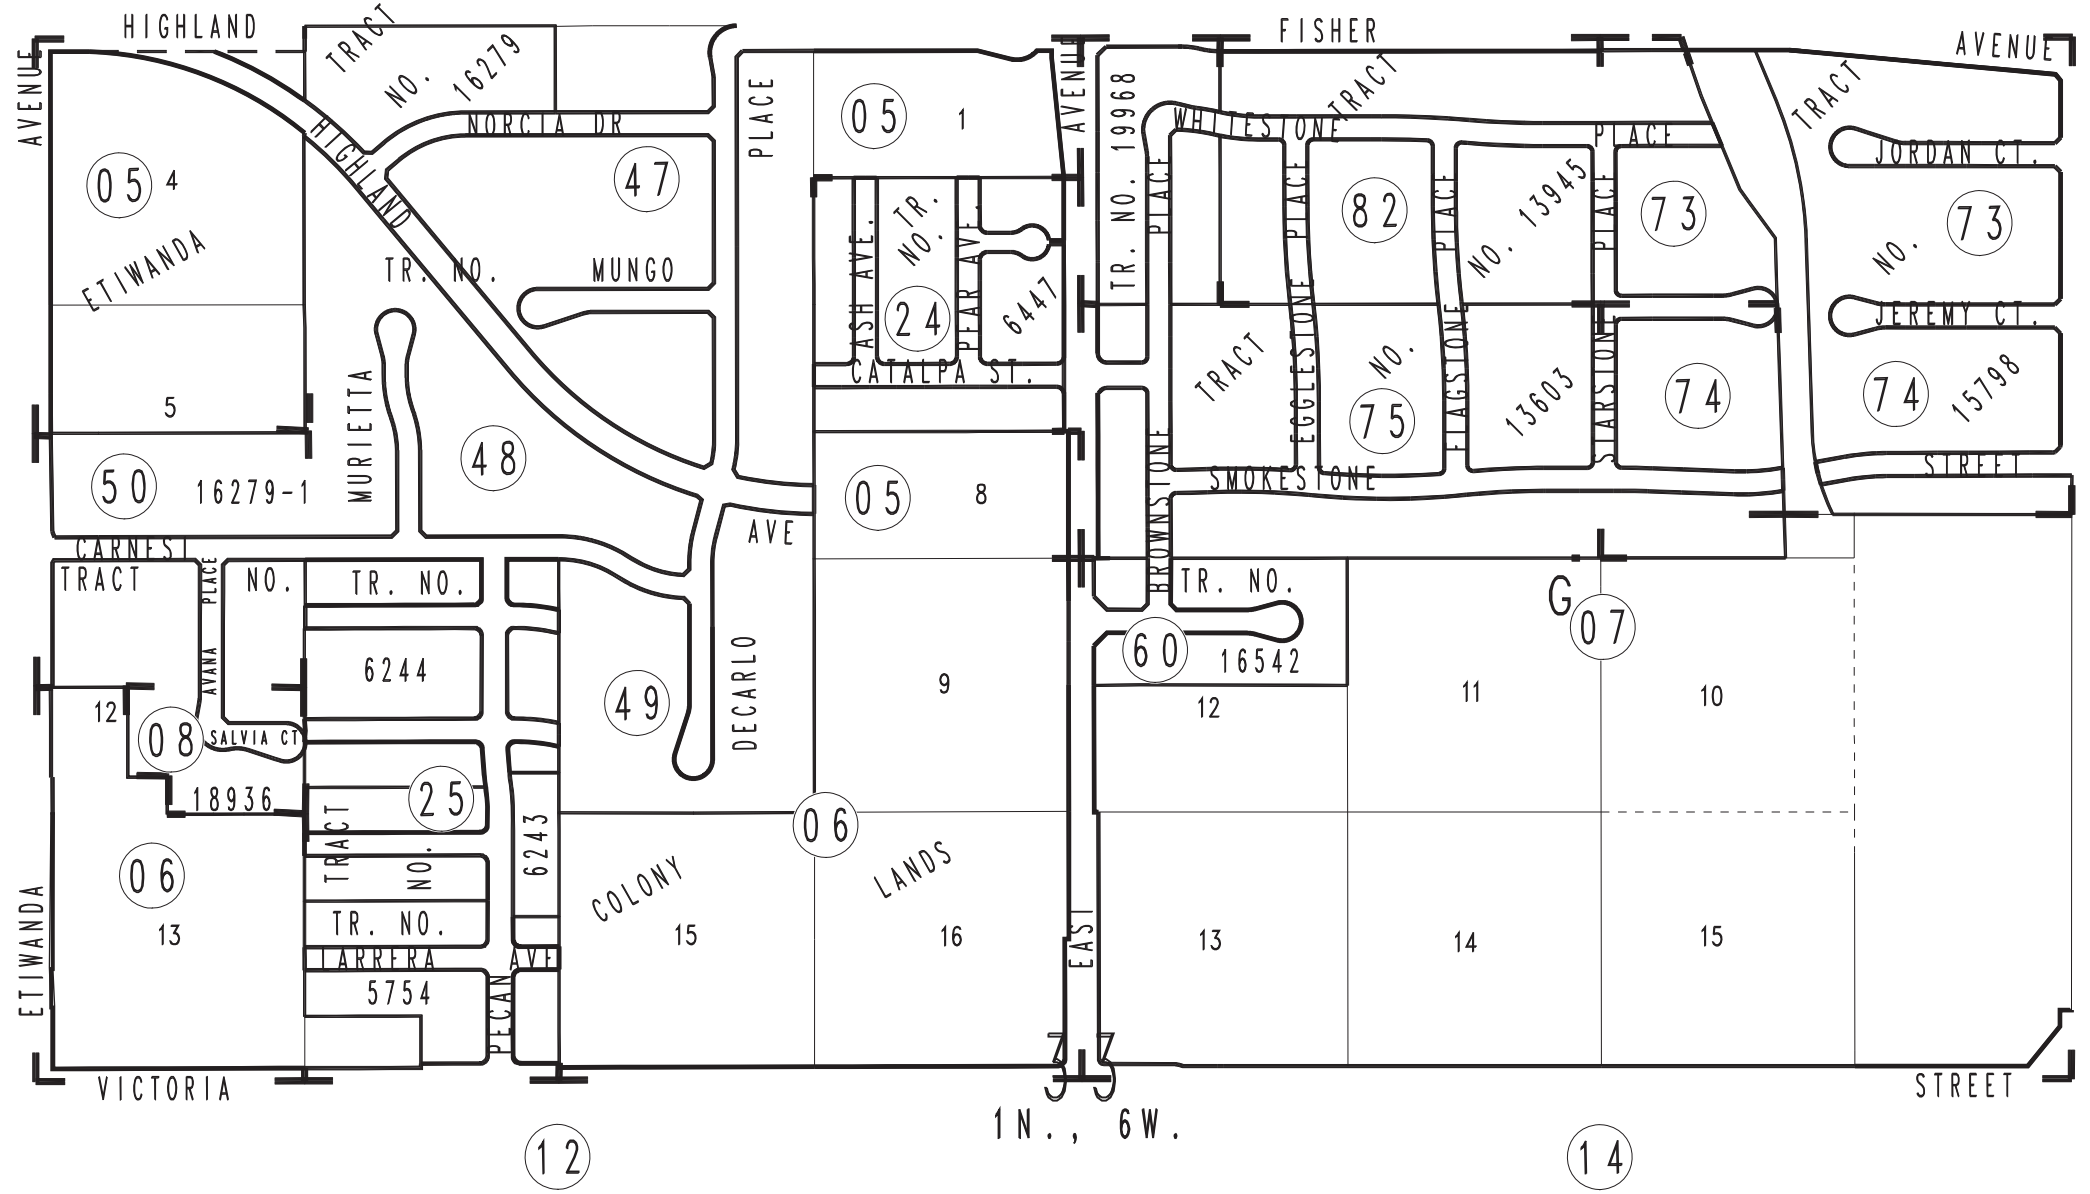 HIGHLAND
AVENUE
TRACT
NO. 16279
FISHER
AVENUE
HIGHLAND
NORCIA DR
PLACE
05
1
AVENUE
TR. NO. 19968
WHITESTONE
TRACT
PLACE
TRACT
JORDAN CT.
05
4
ETIWANDA
47
TR. NO.
MUNGO
ASH AVE.
TR.
NO.
PEAR AVE.
24
6447
CATALPA ST.
PLACE
PLACE
82
PLACE
NO. 13945
PLACE
73
73
NO.
JEREMY CT.
5
MURIETTA
48
50
16279-1
TRACT
EGGLESTONE
NO.
75
FLAGSTONE
13603
STARSTONE
74
74
15798
05
8
AVE
BROWNSTONE
SMOKESTONE
STREET
CARNESI
TRACT
AVANA PLACE
NO.
TR. NO.
6244
TR. NO.
60
16542
G
07
12
08
SALVIA CT
18936
49
DECARLO
9
12
11
10
25
TRACT
NO.
6243
06
06
13
TR. NO.
COLONY
LANDS
15
16
EAST
13
14
15
ETIWANDA
LARRERA AVE
5754
PECAN
VICTORIA
STREET
1N., 6W.
12
14